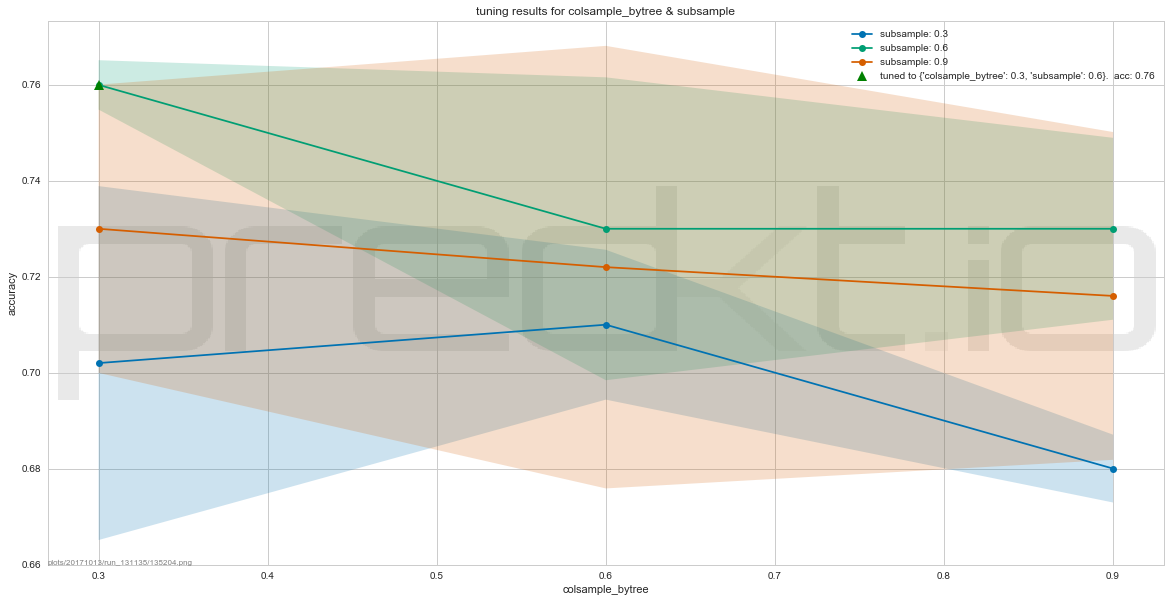 tuning results for colsample_bytree & subsample
subsample: 0.3
subsample: 0.6
subsample: 0.9
tuned to {'colsample_bytree': 0.3, 'subsample': 0.6}.  acc: 0.76
0.76
0.74
0.72
0.70
0.68
0.66
accuracy
predikt.io
plots/20171013/run_131135/135204.png
0.3 0.4 0.5 0.6 0.7 0.8 0.9
colsample_bytree